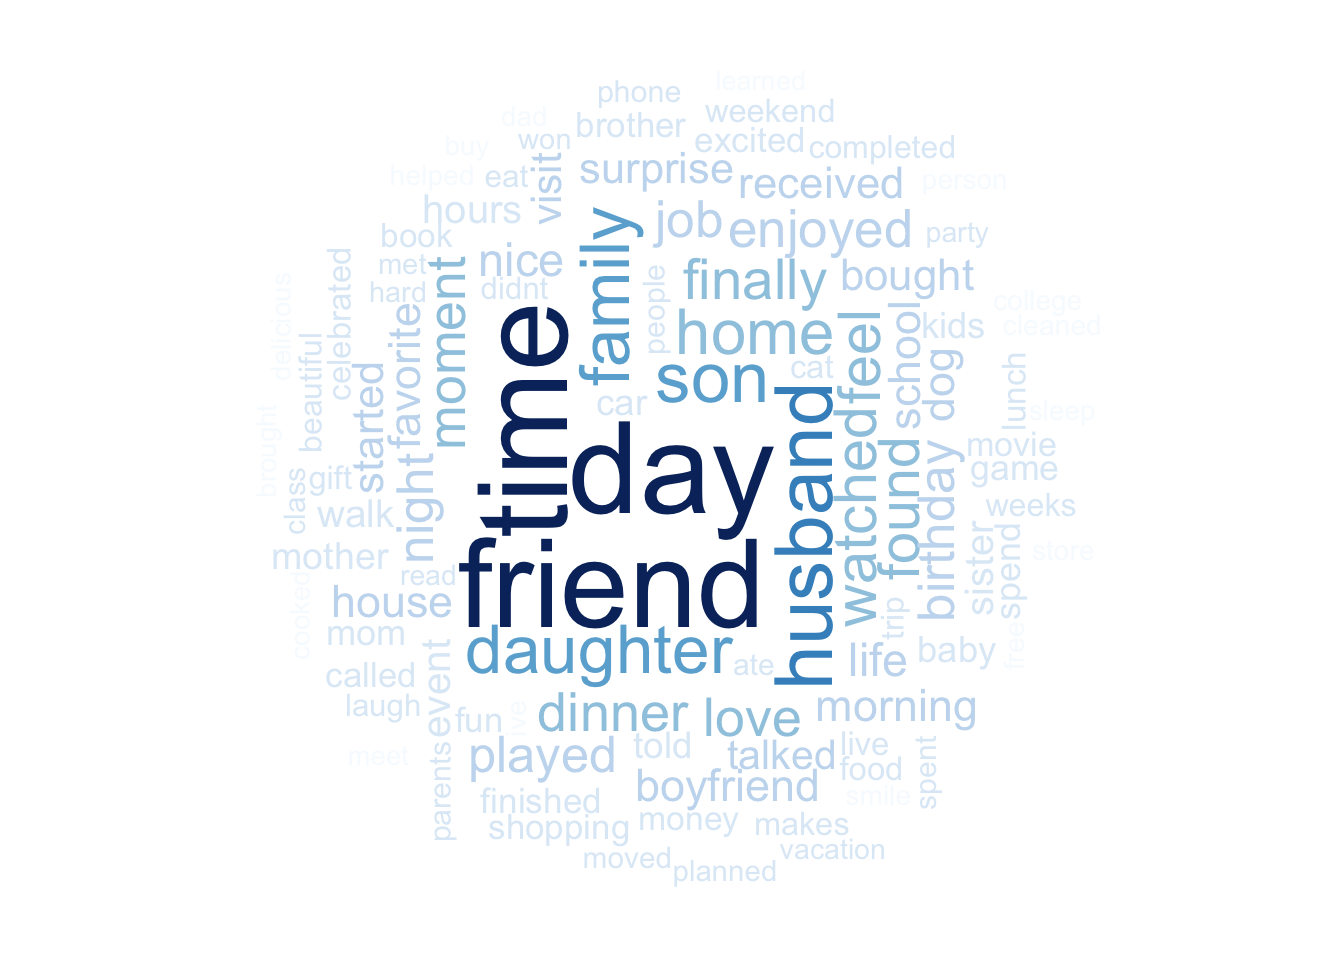 learned
phone
weekend
dad
brother
won
excited
completed
buy
surprise
helped
eat
visit
received
person
hours
family
job
enjoyed
party
book
nice
met
hard
didnt
moment
people
finally
bought
celebrated
delicious
favorite
time
home
feel
school
kids
college
cleaned
beautiful
started
son
cat
dog
lunch
sleep
car
brought
day
husband
watched
found
birthday
movie
game
gift
class
night
walk
weeks
mother
friend
sister
spend
store
read
cooked
house
trip
free
mom
daughter
ate
life
baby
called
event
laugh
fun
live
dinner
love
morning
meet
parents
played
told
talked
live
food
spent
boyfriend
smile
finished
shopping
money
makes
moved
vacation
planned